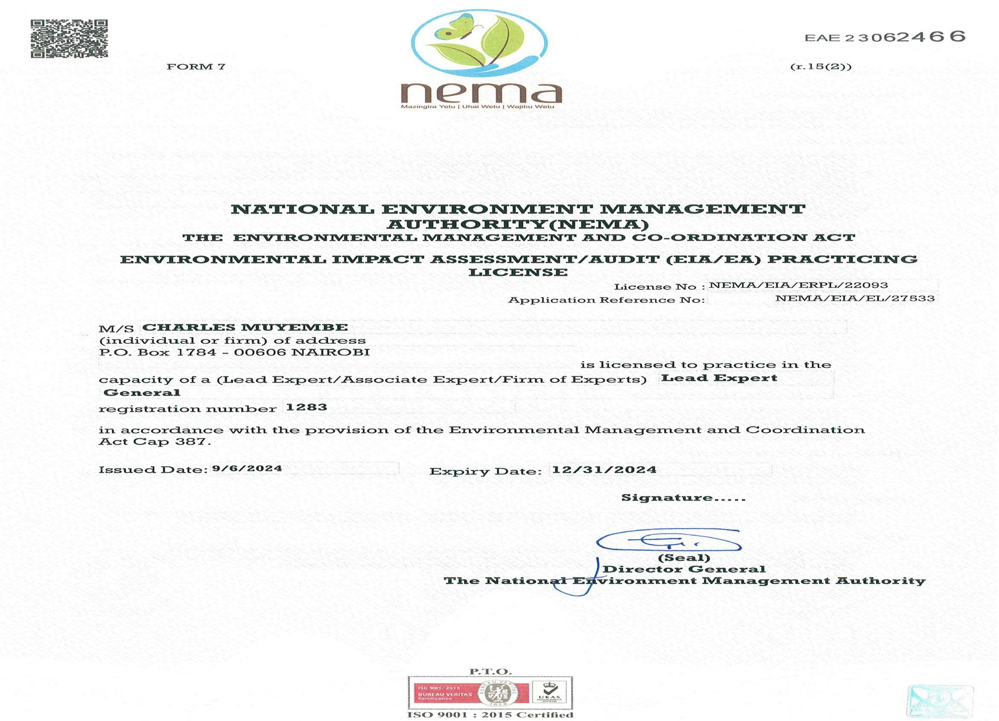 EAE 23062466
FORM 7
(r.15(2))
nema
Mazingira Yetu | Uhai Wetu | Wajibu Wetu
NATIONAL ENVIRONMENT MANAGEMENT
AUTHORITY(NEMA)
THE ENVIRONMENTAL MANAGEMENT AND CO-ORDINATION ACT
ENVIRONMENTAL IMPACT ASSESSMENT/AUDIT (EIA/EA) PRACTICING
LICENSE
License No : NEMA/EIA/ERPL/22093
Application Reference No: NEMA/EIA/EL/27533
M/S CHARLES MUYEMBE
(individual or firm) of address
P.O. Box 1784 - 00606 NAIROBI
is licensed to practice in the
capacity of a (Lead Expert/Associate Expert/Firm of Experts) Lead Expert
General
registration number 1283
in accordance with the provision of the Environmental Management and Coordination
Act Cap 387.
Issued Date: 9/6/2024 Expiry Date: 12/31/2024
Signature.....
(Seal)
Director General
The National Environment Management Authority
P.T.O.
ISO 9001 : 2015
BUREAU VERITAS
Certification
BUREAU VERITAS
1828
UKAS
MANAGEMENT
SYSTEMS
ISO 9001 : 2015 Certified